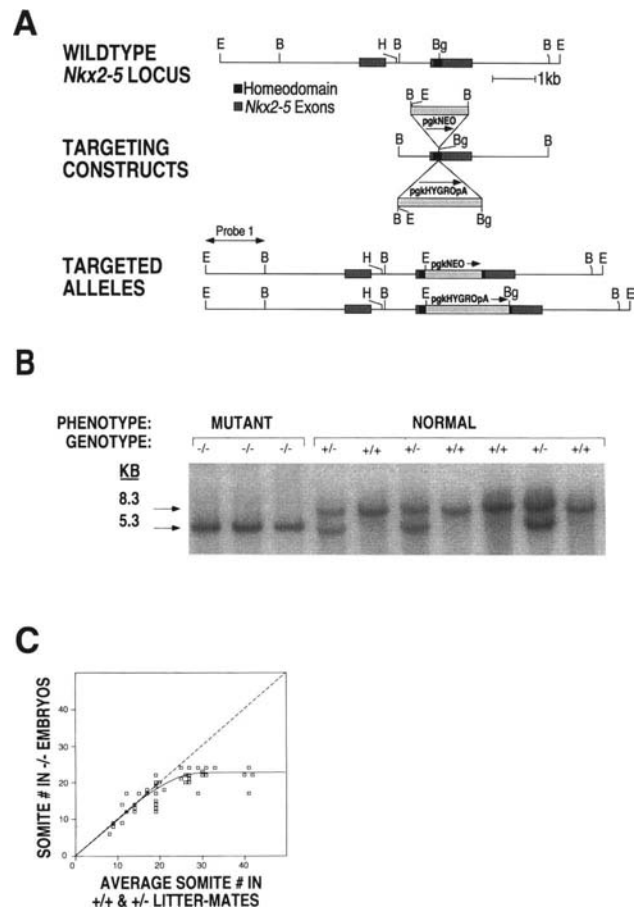 A
WILDTYPE
Nkx2-5 LOCUS
E B H B Bg B E
1kb
Homeodomain
Nkx2-5 Exons
TARGETING
CONSTRUCTS
B E B
pgkNEO
B Bg B
pgkHYGROpA
B E Bg
Probe 1
TARGETED
ALLELES
E B H B E pgkNEO B E
E B H B E pgkHYGROpA Bg B E
B
PHENOTYPE: MUTANT NORMAL
GENOTYPE: -/- -/- -/- +/- +/+ +/- +/+ +/+ +/- +/+
KB
8.3
5.3
C
SOMITE # IN -/- EMBRYOS
40
30
20
10
0
0 10 20 30 40
AVERAGE SOMITE # IN
+/+ & +/- LITTER-MATES